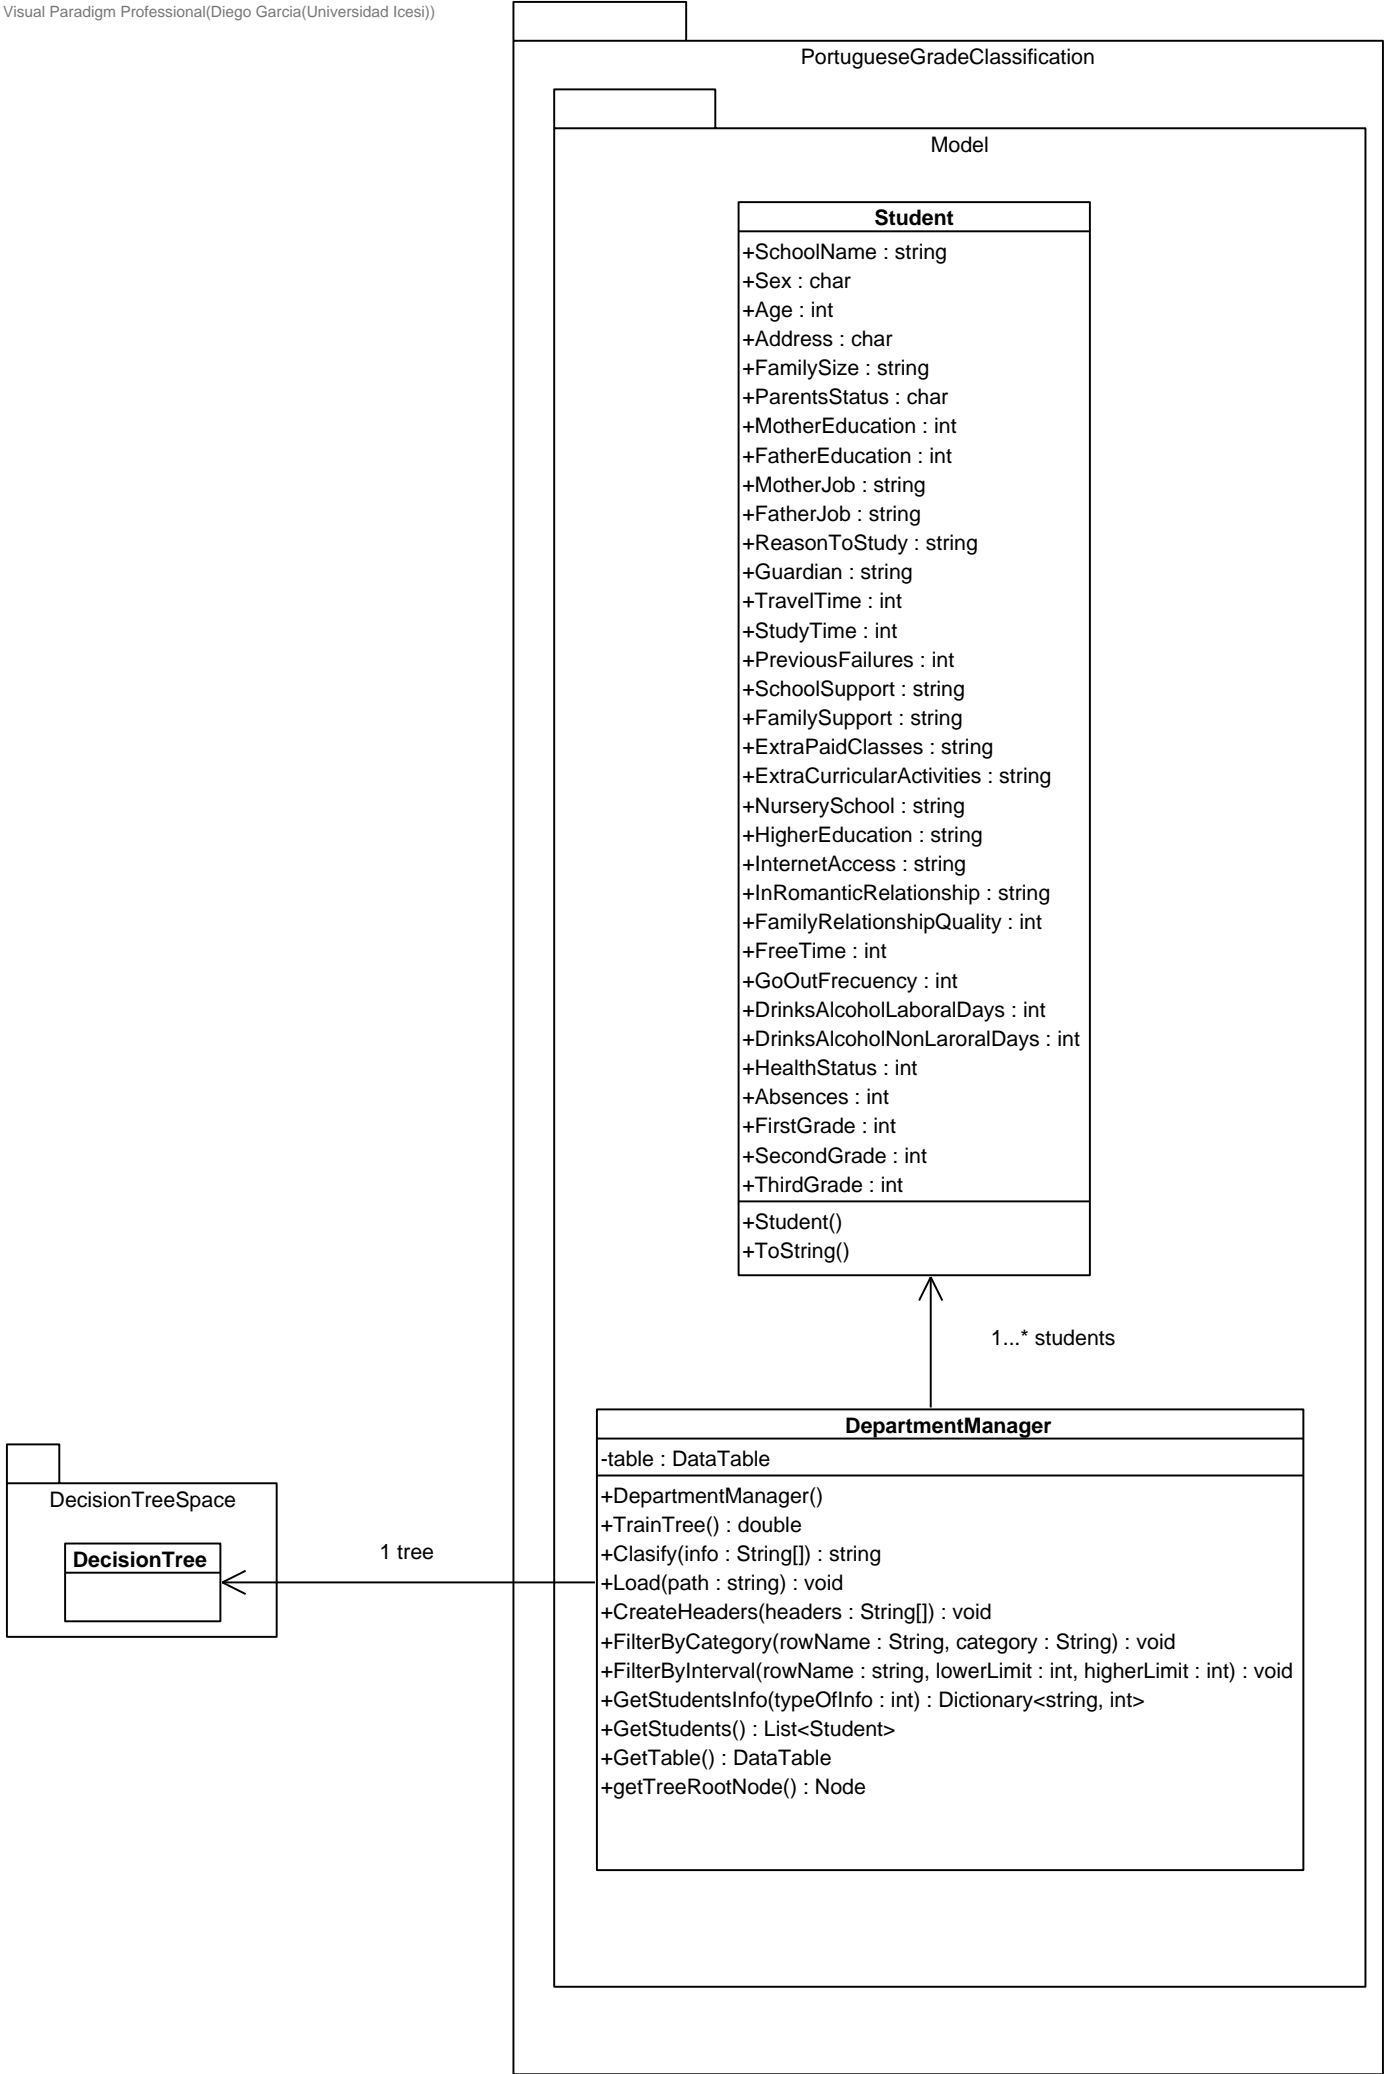 Visual Paradigm Professional(Diego Garcia(Universidad Icesi))
PortugueseGradeClassification
Model
Student
+SchoolName : string
+Sex : char
+Age : int
+Address : char
+FamilySize : string
+ParentsStatus : char
+MotherEducation : int
+FatherEducation : int
+MotherJob : string
+FatherJob : string
+ReasonToStudy : string
+Guardian : string
+TravelTime : int
+StudyTime : int
+PreviousFailures : int
+SchoolSupport : string
+FamilySupport : string
+ExtraPaidClasses : string
+ExtraCurricularActivities : string
+NurserySchool : string
+HigherEducation : string
+InternetAccess : string
+InRomanticRelationship : string
+FamilyRelationshipQuality : int
+FreeTime : int
+GoOutFrecuency : int
+DrinksAlcoholLaboralDays : int
+DrinksAlcoholNonLaroralDays : int
+HealthStatus : int
+Absences : int
+FirstGrade : int
+SecondGrade : int
+ThirdGrade : int
+Student()
+ToString()
1...* students
DepartmentManager
-table : DataTable
+DepartmentManager()
+TrainTree() : double
+Clasify(info : String[]) : string
+Load(path : string) : void
+CreateHeaders(headers : String[]) : void
+FilterByCategory(rowName : String, category : String) : void
+FilterByInterval(rowName : string, lowerLimit : int, higherLimit : int) : void
+GetStudentsInfo(typeOfInfo : int) : Dictionary<string, int>
+GetStudents() : List<Student>
+GetTable() : DataTable
+getTreeRootNode() : Node
DecisionTreeSpace
DecisionTree
1 tree